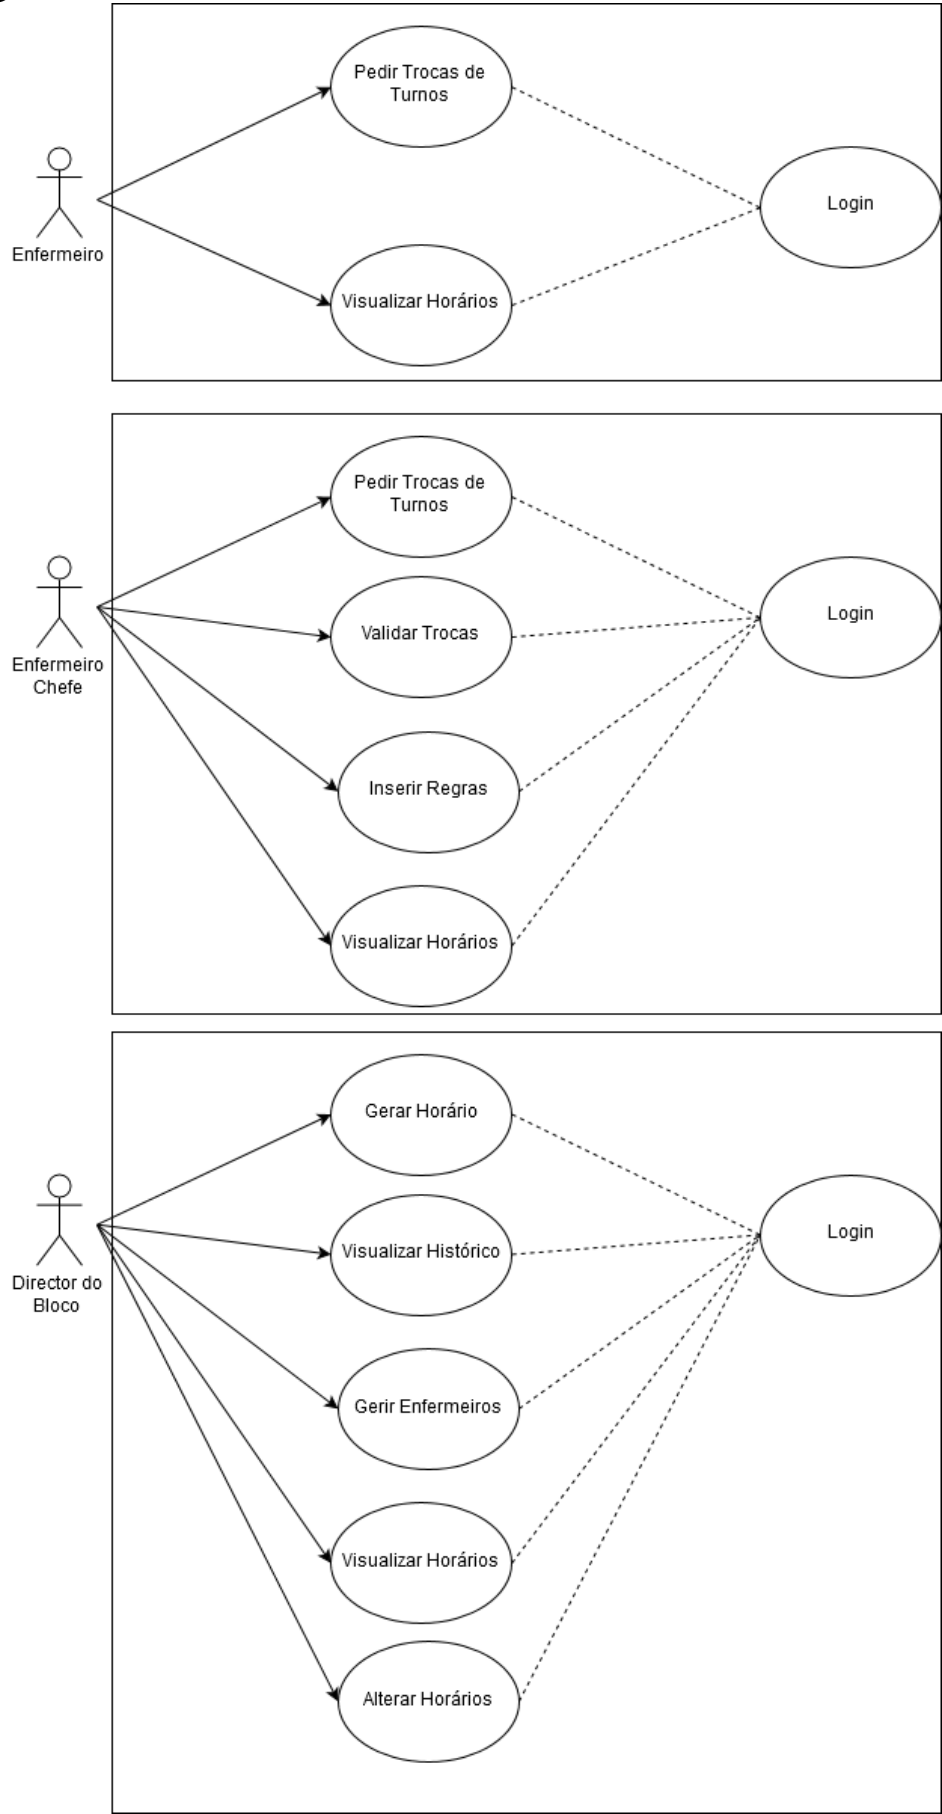 Pedir Trocas de
Turnos
Login
Enfermeiro
Visualizar Horários
Pedir Trocas de
Turnos
Validar Trocas
Login
Enfermeiro
Chefe
Inserir Regras
Visualizar Horários
Gerar Horário
Visualizar Histórico
Login
Director do
Bloco
Gerir Enfermeiros
Visualizar Horários
Alterar Horários